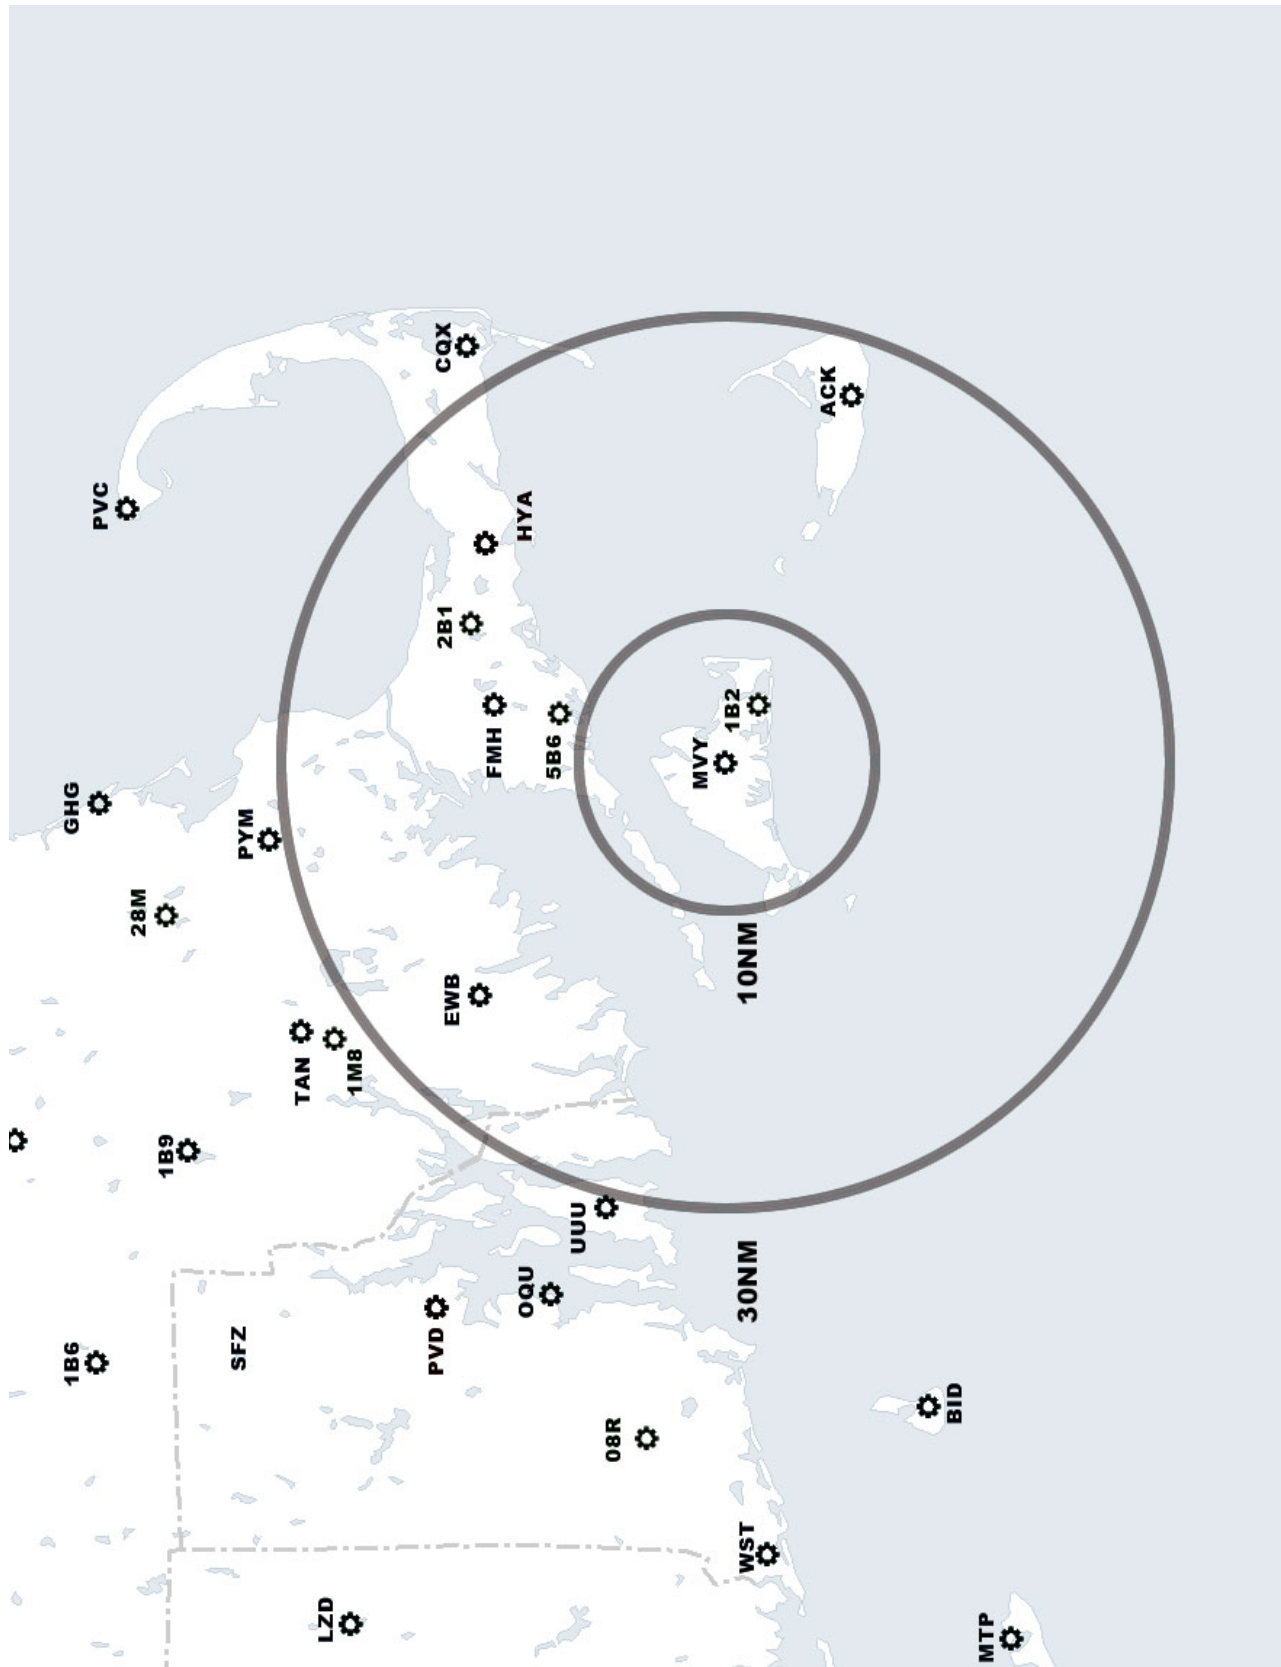 GHG
PVC
28M
PYM
1B6
1B9
TAN
1M8
SFZ
EWB
2B1
CQX
HYA
FMH
5B6
LZD
PVD
OQU
UUU
MVY
1B2
ACK
08R
10NM
30NM
WST
BID
MTP